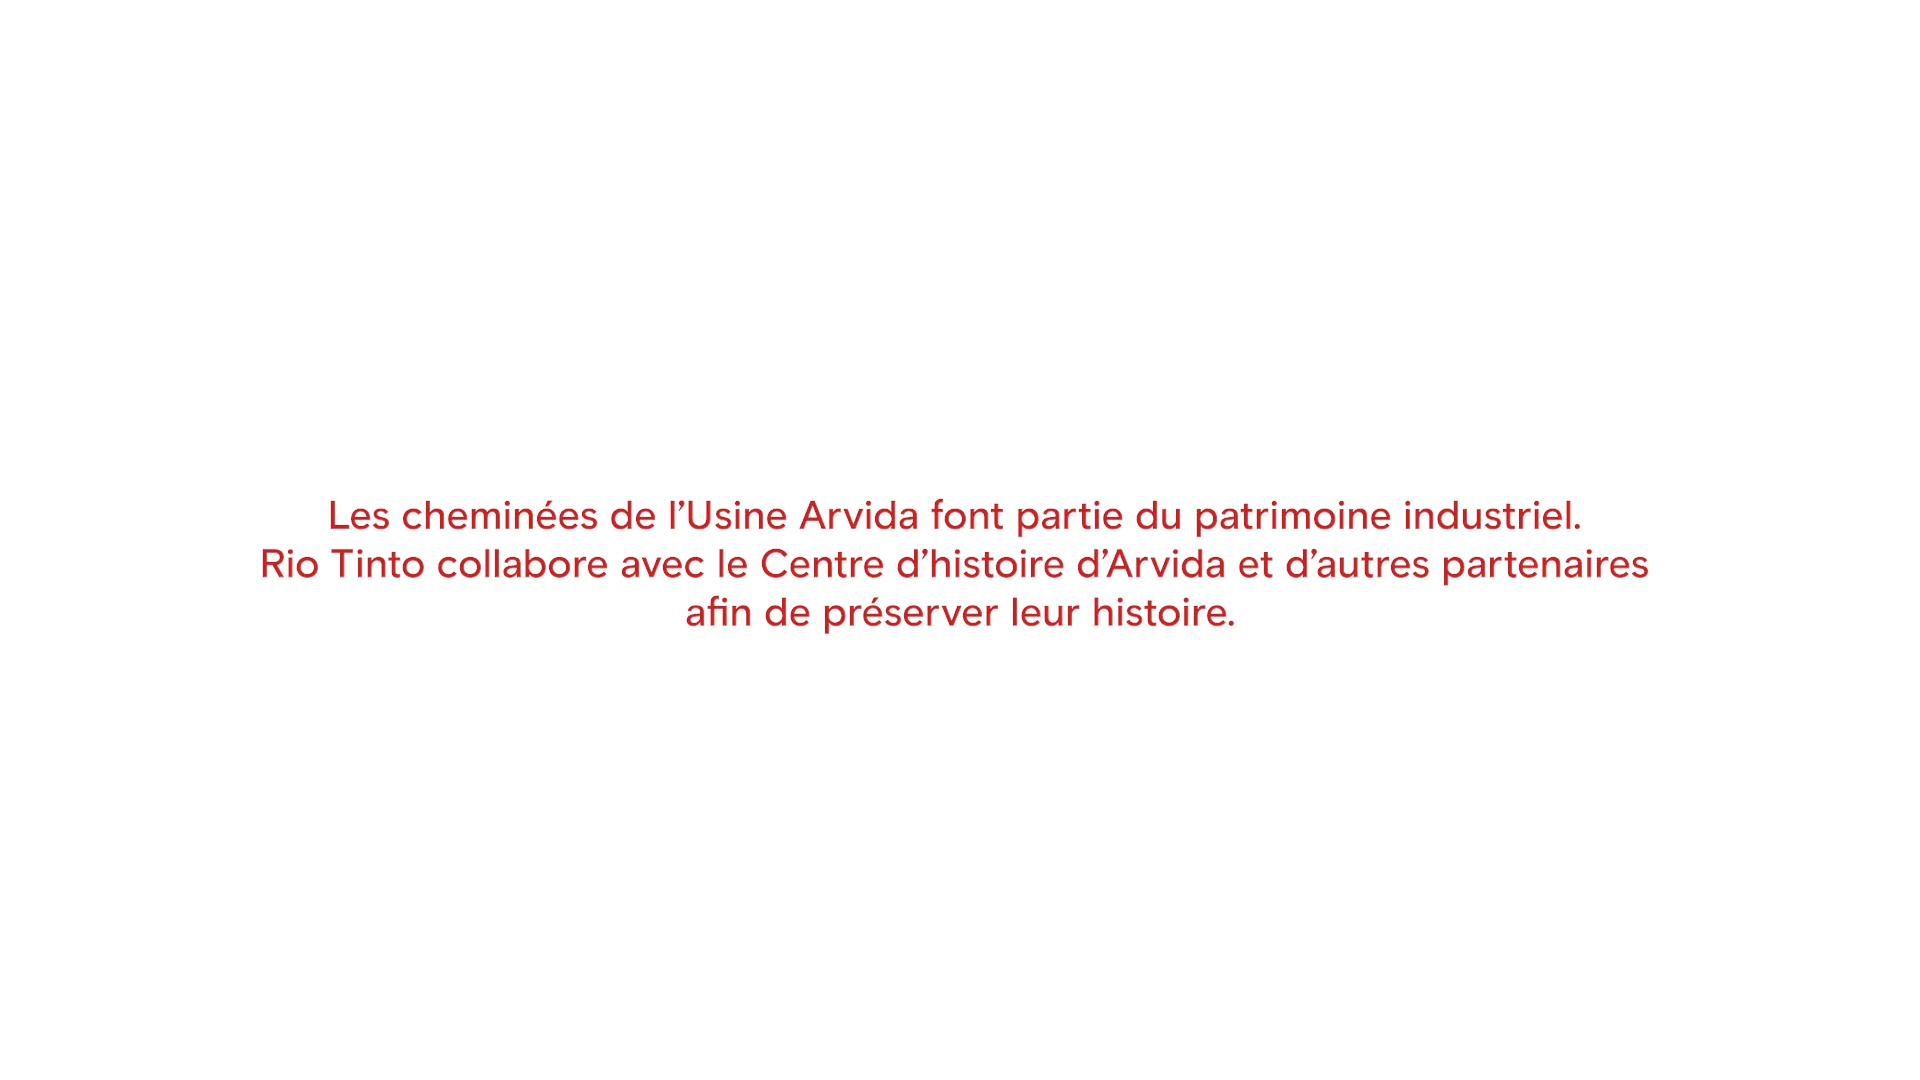 Les cheminées de l’Usine Arvida font partie du patrimoine industriel.
Rio Tinto collabore avec le Centre d’histoire d’Arvida et d’autres partenaires
afin de préserver leur histoire.